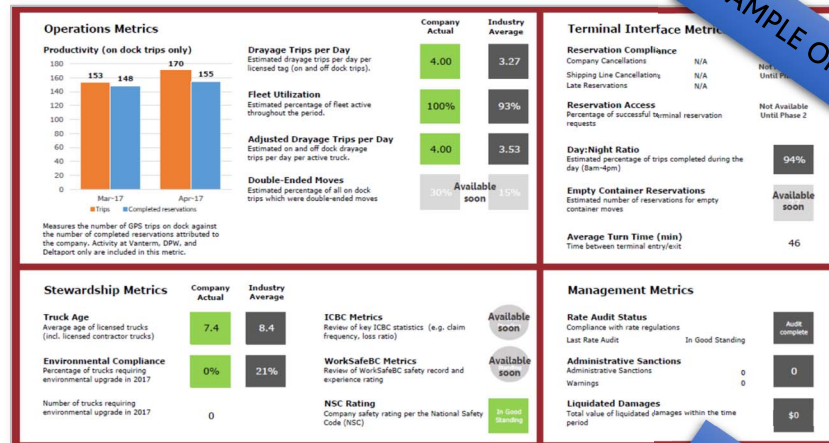 Operations Metrics
Company Actual
Industry Average
Productivity (on dock trips only)
180
160
140
120
100
80
60
40
20
0
153
148
170
155
Mar-17
Apr-17
Trips
Completed reservations
Measures the number of GPS trips on dock against
the number of completed reservations attributed to
the company. Activity at Vanterm, DPW, and
Deltaport only are included in this metric.
Drayage Trips per Day
Estimated drayage trips per day per
licensed tag (on and off dock trips).
4.00
3.27
Fleet Utilization
Estimated percentage of fleet active
throughout the period.
100%
93%
Adjusted Drayage Trips per Day
Estimated on and off dock drayage
trips per day per active truck.
4.00
3.53
Double-Ended Moves
Estimated percentage of all on dock
trips which were double-ended moves
30%
Available
soon
15%
Terminal Interface Metrics
Reservation Compliance
Company Cancellations N/A
Shipping Line Cancellations N/A
Late Reservations N/A
Not
Until
Reservation Access
Percentage of successful terminal reservation
requests
Not Available
Until Phase 2
Day:Night Ratio
Estimated percentage of trips completed during the
day (8am-4pm)
94%
Empty Container Reservations
Estimated number of reservations for empty
container moves
Available
soon
Average Turn Time (min)
Time between terminal entry/exit
46
Stewardship Metrics
Company Actual
Industry Average
Truck Age
Average age of licensed trucks
(incl. licensed contractor trucks)
7.4
8.4
Environmental Compliance
Percentage of trucks requiring
environmental upgrade in 2017
0%
21%
Number of trucks requiring
environmental upgrade in 2017
0
ICBC Metrics
Review of key ICBC statistics (e.g. claim
frequency, loss ratio)
Available
soon
WorkSafeBC Metrics
Review of WorkSafeBC safety record and
experience rating
Available
soon
NSC Rating
Company safety rating per the National Safety
Code (NSC)
In Good
Standing
Management Metrics
Rate Audit Status
Compliance with rate regulations
Last Rate Audit In Good Standing
Audit
complete
Administrative Sanctions
Administrative Sanctions 0
Warnings 0
0
Liquidated Damages
Total value of liquidated damages within the time
period
$0